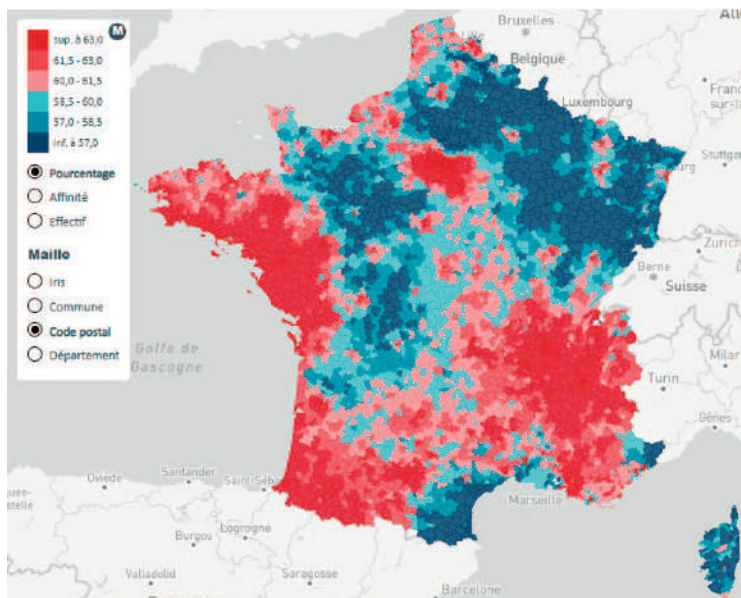 sup. à 63,0
M
61,5 - 63,0
60,0 - 61,5
58,5 - 60,0
57,0 - 58,5
inf. à 57,0
Pourcentage
Affinité
Effectif
Maille
Iris
Commune
Code postal
Département
Bruxelles
Lille
Belgique
Luxembourg
Stuttgart
Zurich
Berne
Suisse
Golfe de
Gascogne
Milan
Turin
Gênes
Oviedo
Santander
Marseille
Logrogne
Burgos
Valladolid
Saragosse
Barcelone